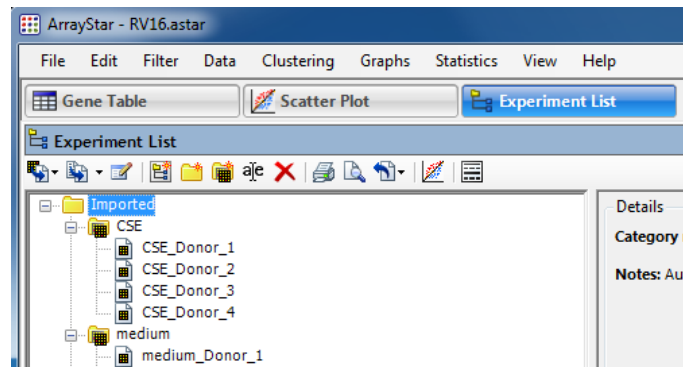 ArrayStar - RV16.astar
File Edit Filter Data Clustering Graphs Statistics View Help
Gene Table Scatter Plot Experiment List
Experiment List
aje
Imported
CSE
CSE_Donor_1
CSE_Donor_2
CSE_Donor_3
CSE_Donor_4
medium
medium_Donor_1
Details
Category
Notes: Au